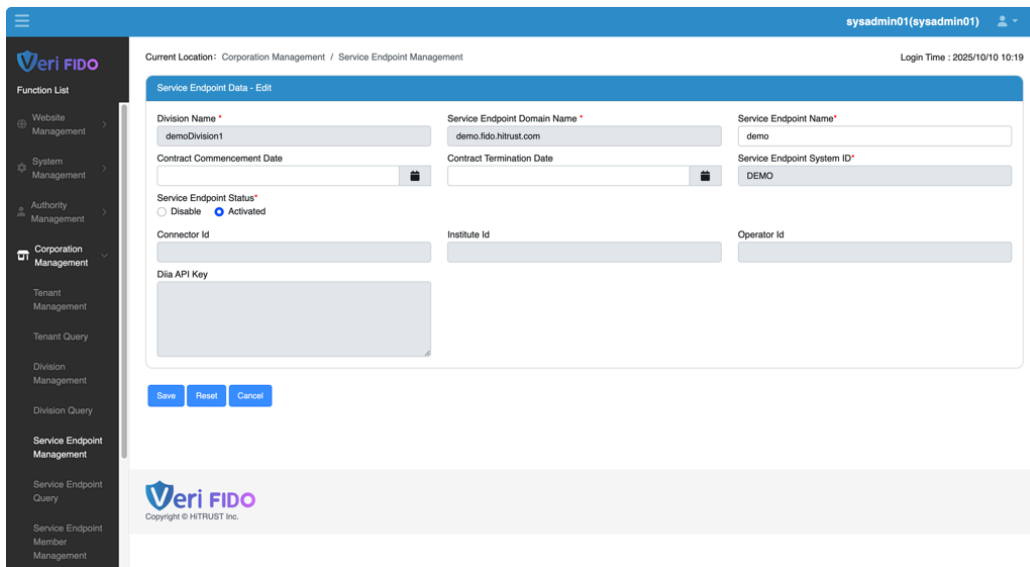 sysadmin01(sysadmin01)
Veri FIDO
Function List
Website
Management
System
Management
Authority
Management
Corporation
Management
Tenant
Management
Tenant Query
Division
Management
Division Query
Service Endpoint
Management
Service Endpoint
Query
Service Endpoint
Member
Management
Current Location: Corporation Management / Service Endpoint Management
Login Time : 2025/10/10 10:19
Service Endpoint Data - Edit
Division Name *
Service Endpoint Domain Name *
Service Endpoint Name*
demoDivision1
demo.fido.hitrust.com
demo
Contract Commencement Date
Contract Termination Date
Service Endpoint System ID*
DEMO
Service Endpoint Status*
Disable Activated
Connector Id
Institute Id
Operator Id
Diia API Key
Save Reset Cancel
Veri FIDO
Copyright © HiTRUST Inc.